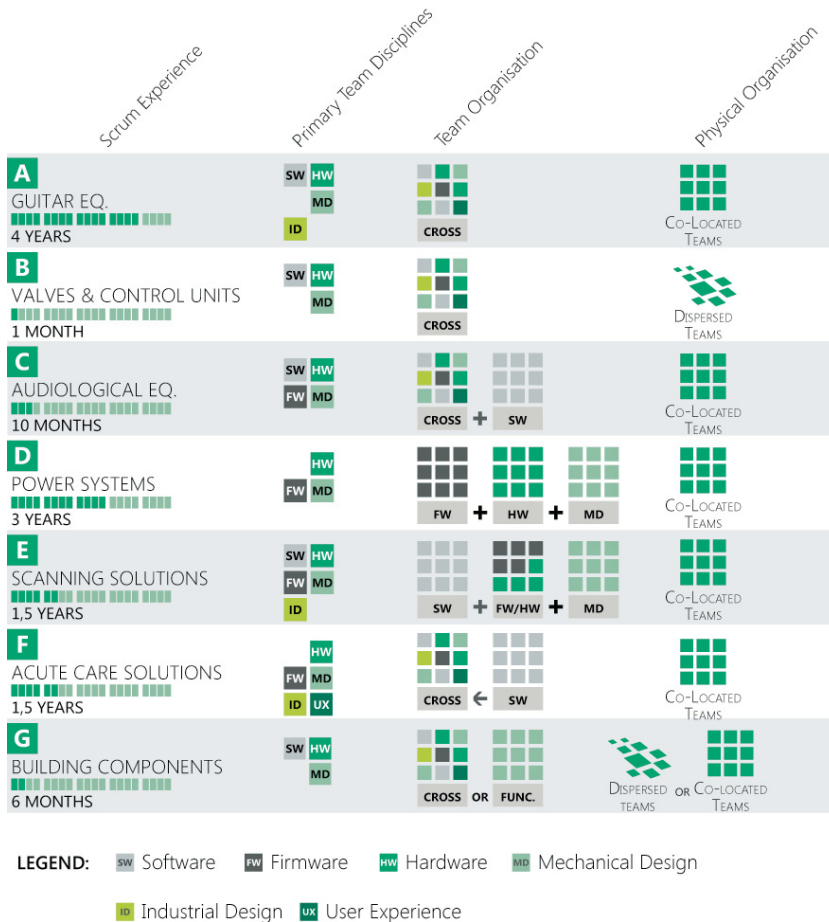 Scrum Experience
Primary Team Disciplines
Team Organisation
Physical Organisation
A
GUITAR EQ.
4 YEARS
SW HW
MD
ID
CROSS
CO-LOCATED
TEAMS
B
VALVES & CONTROL UNITS
1 MONTH
SW HW
MD
CROSS
DISPERSED
TEAMS
C
AUDIOLOGICAL EQ.
10 MONTHS
SW HW
FW MD
CROSS + SW
CO-LOCATED
TEAMS
D
POWER SYSTEMS
3 YEARS
HW
FW MD
FW + HW + MD
CO-LOCATED
TEAMS
E
SCANNING SOLUTIONS
1,5 YEARS
SW HW
FW MD
ID
SW + FW/HW + MD
CO-LOCATED
TEAMS
F
ACUTE CARE SOLUTIONS
1,5 YEARS
HW
FW MD
ID UX
CROSS ← SW
CO-LOCATED
TEAMS
G
BUILDING COMPONENTS
6 MONTHS
SW HW
MD
CROSS OR FUNC.
DISPERSED OR CO-LOCATED
TEAMS TEAMS
LEGEND: SW Software FW Firmware HW Hardware MD Mechanical Design
ID Industrial Design UX User Experience